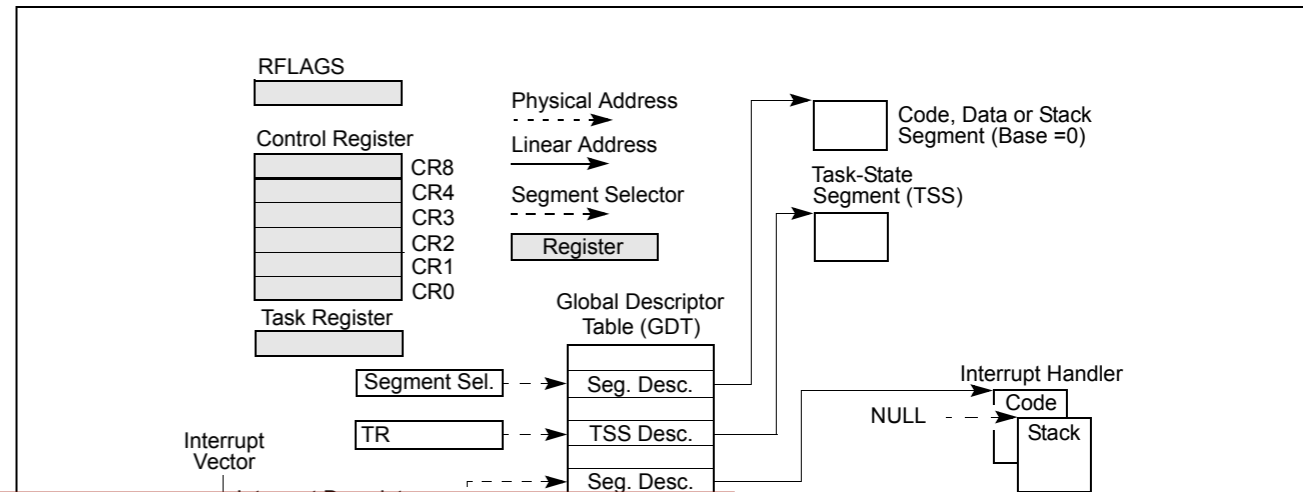 RFLAGS
Physical Address
Code, Data or Stack
Segment (Base =0)
Control Register
Linear Address
CR8
CR4
CR3
CR2
CR1
CR0
Segment Selector
Register
Task-State
Segment (TSS)
Task Register
Global Descriptor
Table (GDT)
Segment Sel.
Seg. Desc.
Interrupt Handler
Code
NULL
Stack
TR
TSS Desc.
Interrupt
Vector
Seg. Desc.